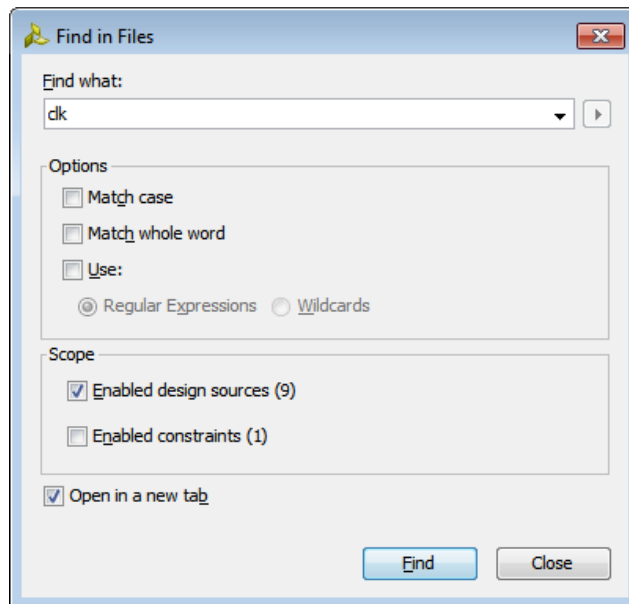 Find in Files
Find what:
clk
Options
Match case
Match whole word
Use:
Regular Expressions Wildcards
Scope
Enabled design sources (9)
Enabled constraints (1)
Open in a new tab
Find Close